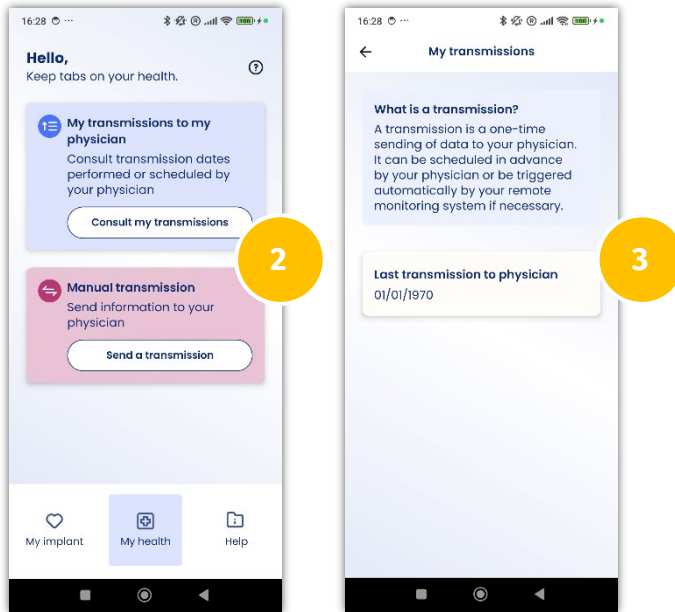 16:28
Hello,
Keep tabs on your health.
My transmissions to my
physician
Consult transmission dates
performed or scheduled by
your physician
Consult my transmissions
2
Manual transmission
Send information to your
physician
Send a transmission
My implant
My health
Help
16:28
My transmissions
What is a transmission?
A transmission is a one-time
sending of data to your physician.
It can be scheduled in advance
by your physician or be triggered
automatically by your remote
monitoring system if necessary.
3
Last transmission to physician
01/01/1970